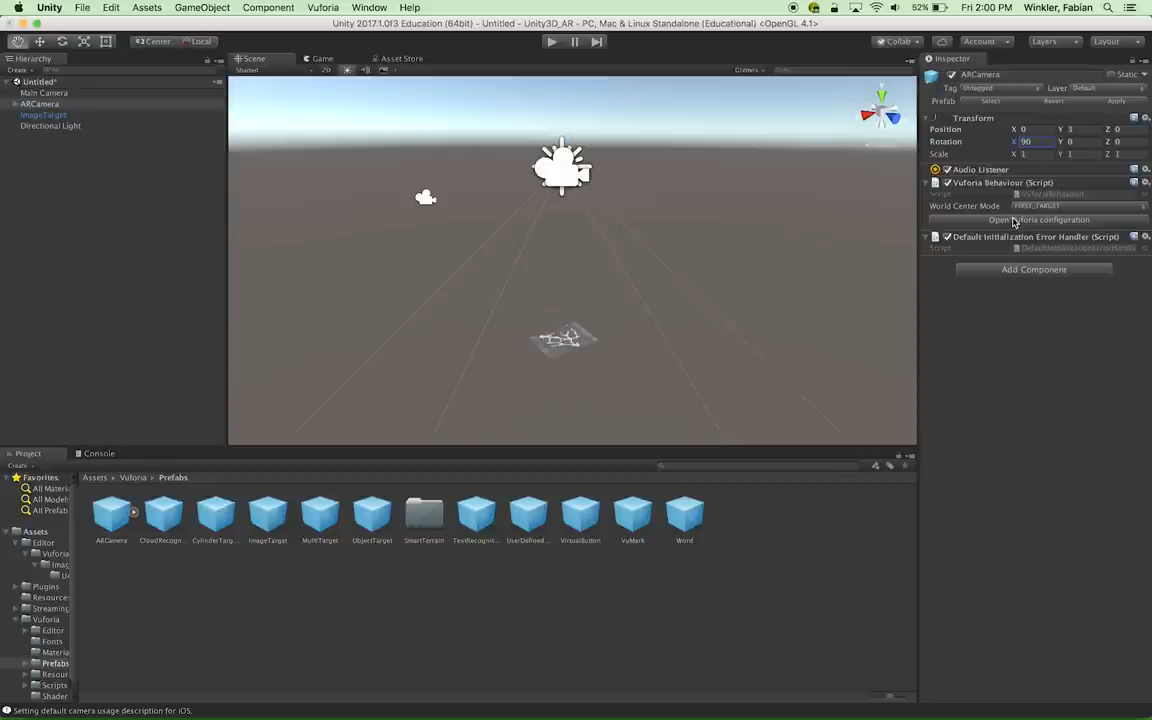 Unity File Edit Assets GameObject Component Vuforia Window Help 52% Fri 2:00 PM Winkler, Fabian
Unity 2017.1.0f3 Education (64bit) - Untitled - Unity3D_AR - PC, Mac & Linux Standalone (Educational) <OpenGL 4.1>
Center Local Collab Account Layers Layout
Hierarchy
Create
Untitled*
Main Camera
ARCamera
ImageTarget
Directional Light
Scene Game Asset Store
Shaded 2D Gizmos
Y
Inspector
ARCamera Static
Tag Untagged Layer Default
Prefab Select Revert Apply
Transform
Position X 0 Y 3 Z 0
Rotation X 90 Y 0 Z 0
Scale X 1 Y 1 Z 1
Audio Listener
Vuforia Behaviour (Script)
Script VuforiaBehaviour
World Center Mode FIRST_TARGET
Open Vuforia configuration
Default Initialization Error Handler (Script)
Script DefaultInitializationErrorHandle
Add Component
Project Console
Create
Favorites
All Materia
All Models
All Prefab
Assets
Editor
Vuforia
Imag
Plugins
Resource
Streaming
Vuforia
Editor
Fonts
Materia
Prefabs
Resour
Scripts
Shader
Assets Vuforia Prefabs
ARCamera CloudRecogn... CylinderTarg... ImageTarget MultiTarget ObjectTarget SmartTerrain TextRecognit... UserDefined... VirtualButton VuMark Word
Setting default camera usage description for iOS.